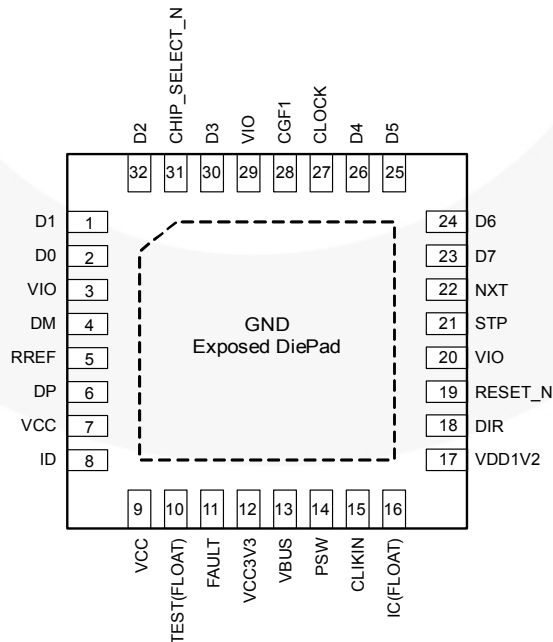 D2
CHIP_SELECT_N
D3
VIO
CGF1
CLOCK
D4
D5
32
31
30
29
28
27
26
25
D1 1
D0 2
VIO 3
DM 4
RREF 5
DP 6
VCC 7
ID 8
GND
Exposed DiePad
24 D6
23 D7
22 NXT
21 STP
20 VIO
19 RESET_N
18 DIR
17 VDD1V2
9
10
11
12
13
14
15
16
VCC
TEST(FLOAT)
FAULT
VCC3V3
VBUS
PSW
CLIKIN
IC(FLOAT)